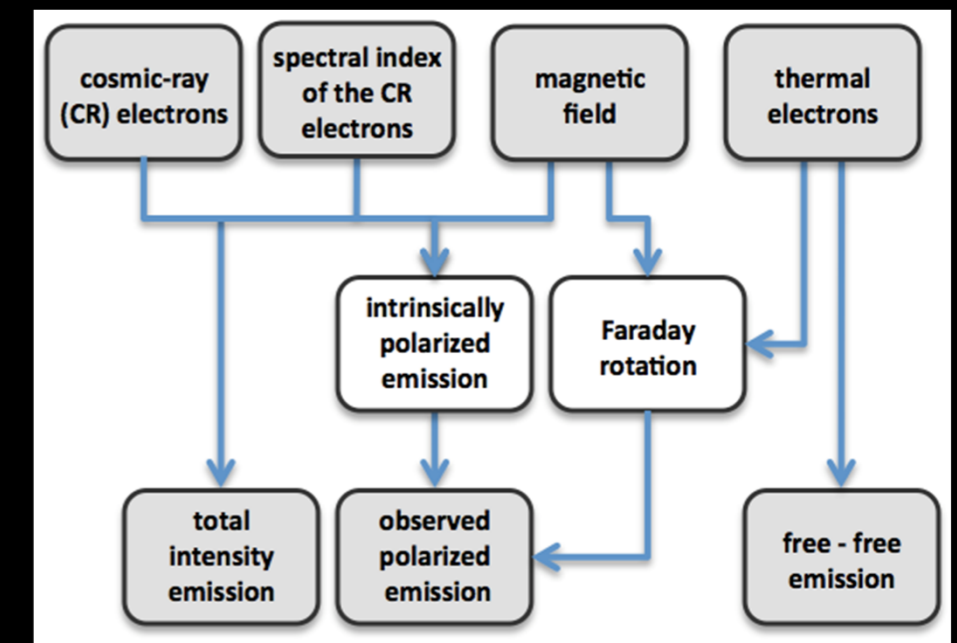 cosmic-ray
(CR) electrons
spectral index
of the CR
electrons
magnetic
field
thermal
electrons
intrinsically
polarized
emission
Faraday
rotation
total
intensity
emission
observed
polarized
emission
free - free
emission